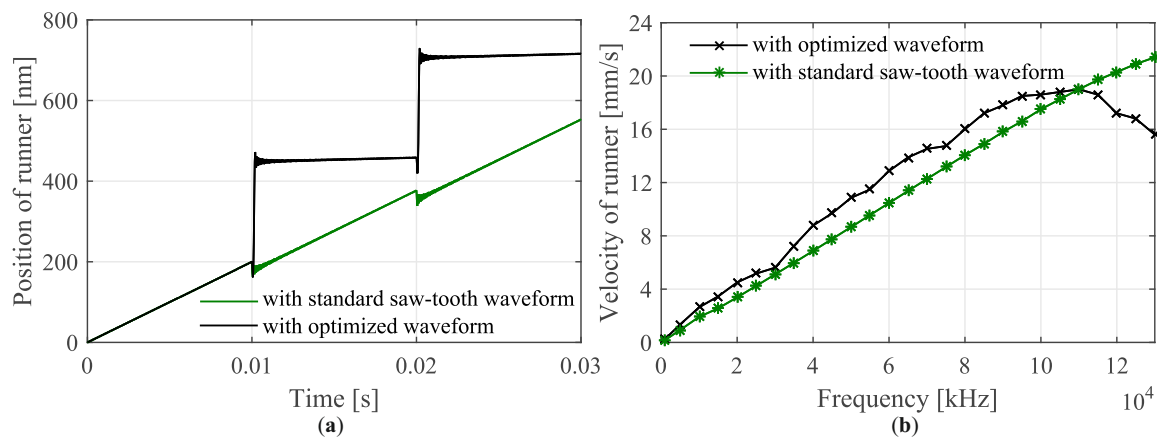 800
600
400
200
0
Position of runner [nm]
with standard saw-tooth waveform
with optimized waveform
0
0.01
0.02
0.03
Time [s]
(a)
24
20
16
12
8
4
0
Velocity of runner [mm/s]
with optimized waveform
with standard saw-tooth waveform
0
2
4
6
8
10
12
Frequency [kHz]
10⁴
(b)